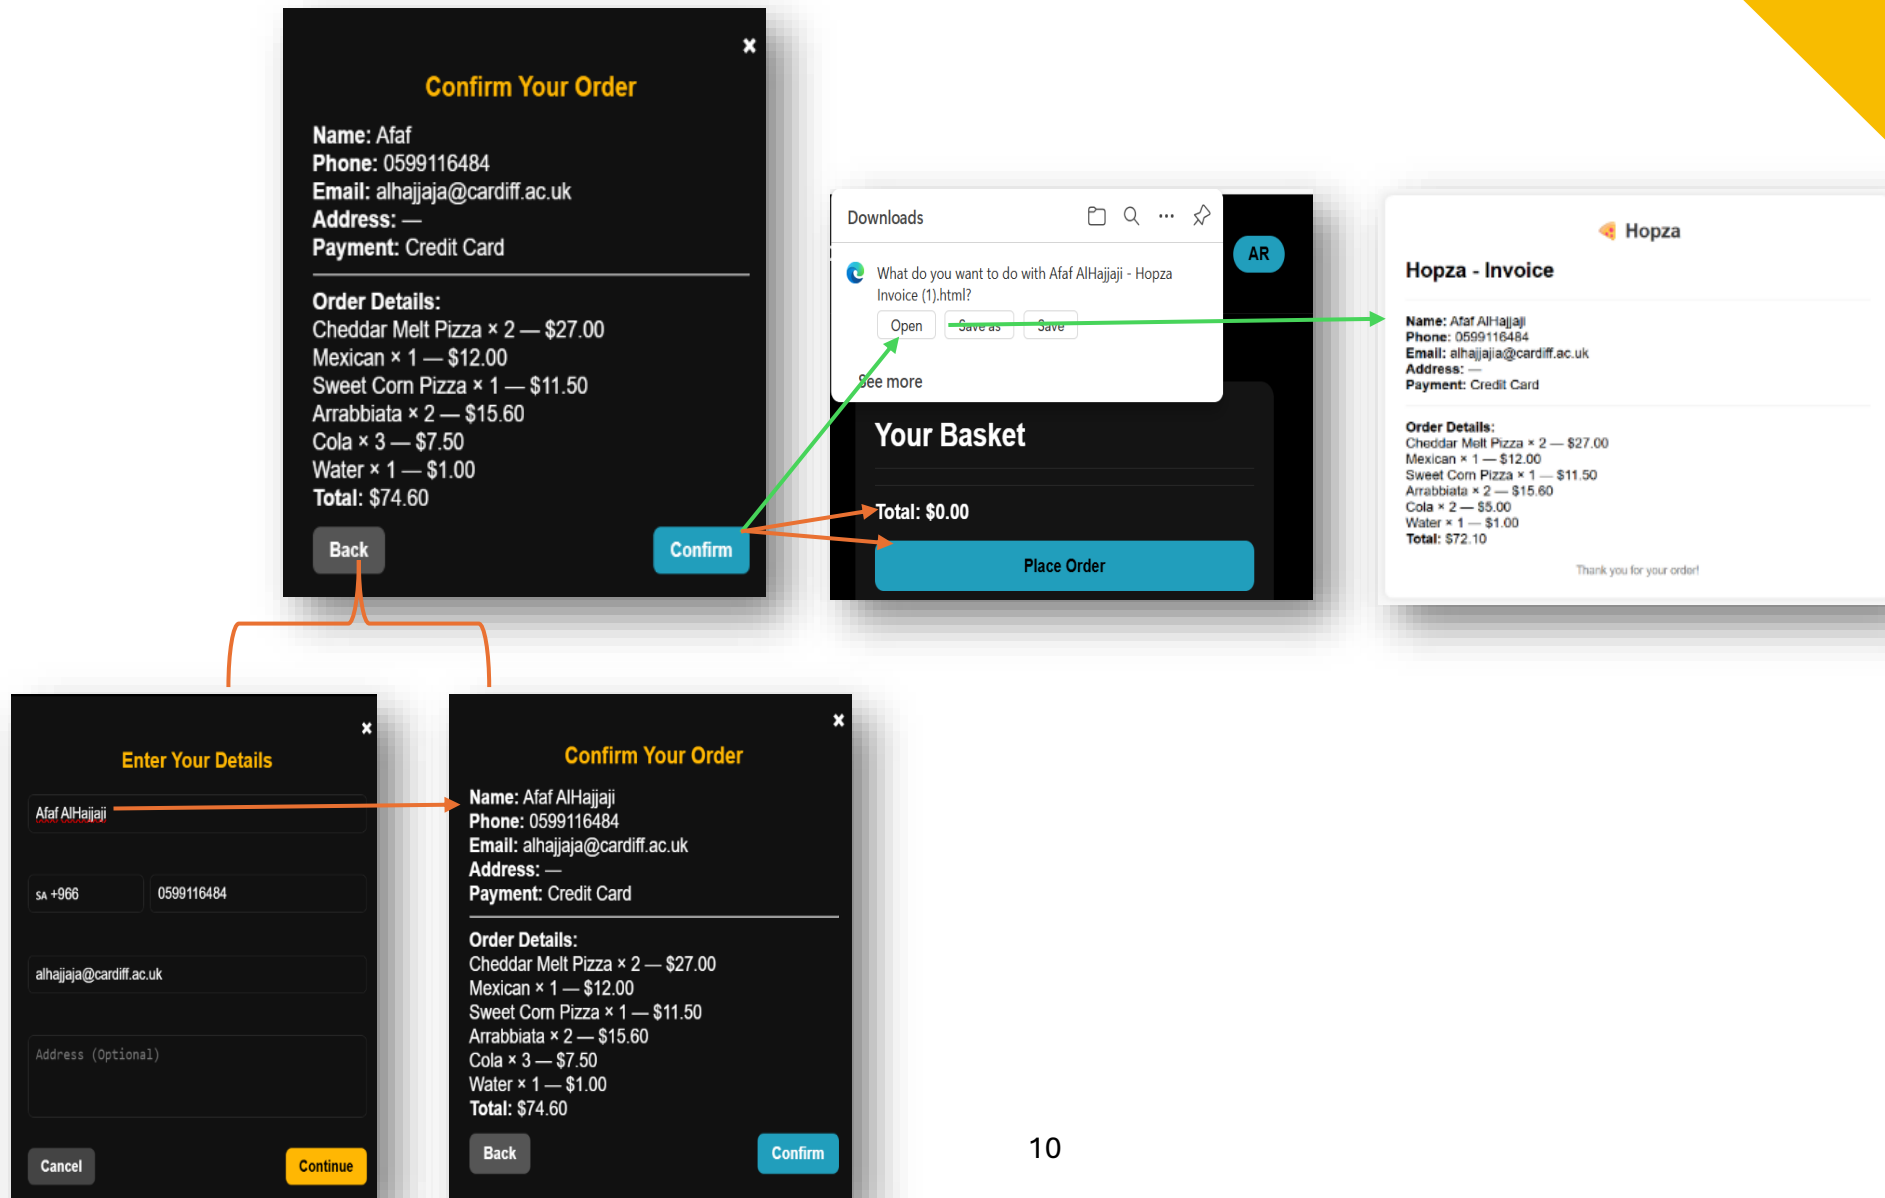 ×
Confirm Your Order
Name: Afaf
Phone: 0599116484
Email: alhajjaja@cardiff.ac.uk
Address: —
Payment: Credit Card
Order Details:
Cheddar Melt Pizza × 2 — $27.00
Mexican × 1 — $12.00
Sweet Corn Pizza × 1 — $11.50
Arrabbiata × 2 — $15.60
Cola × 3 — $7.50
Water × 1 — $1.00
Total: $74.60
Back
Confirm
Downloads
What do you want to do with Afaf AlHajjaji - Hopza
Invoice (1).html?
Open
Save as
Save
See more
AR
Your Basket
Total: $0.00
Place Order
Hopza
Hopza - Invoice
Name: Afaf AlHajjaji
Phone: 0599116484
Email: alhajjajia@cardiff.ac.uk
Address: —
Payment: Credit Card
Order Details:
Cheddar Melt Pizza × 2 — $27.00
Mexican × 1 — $12.00
Sweet Corn Pizza × 1 — $11.50
Arrabbiata × 2 — $15.60
Cola × 2 — $5.00
Water × 1 — $1.00
Total: $72.10
Thank you for your order!
×
Enter Your Details
Afaf AlHajjaji
SA +966
0599116484
alhajjaja@cardiff.ac.uk
Address (Optional)
Cancel
Continue
×
Confirm Your Order
Name: Afaf AlHajjaji
Phone: 0599116484
Email: alhajjaja@cardiff.ac.uk
Address: —
Payment: Credit Card
Order Details:
Cheddar Melt Pizza × 2 — $27.00
Mexican × 1 — $12.00
Sweet Corn Pizza × 1 — $11.50
Arrabbiata × 2 — $15.60
Cola × 3 — $7.50
Water × 1 — $1.00
Total: $74.60
Back
Confirm
10